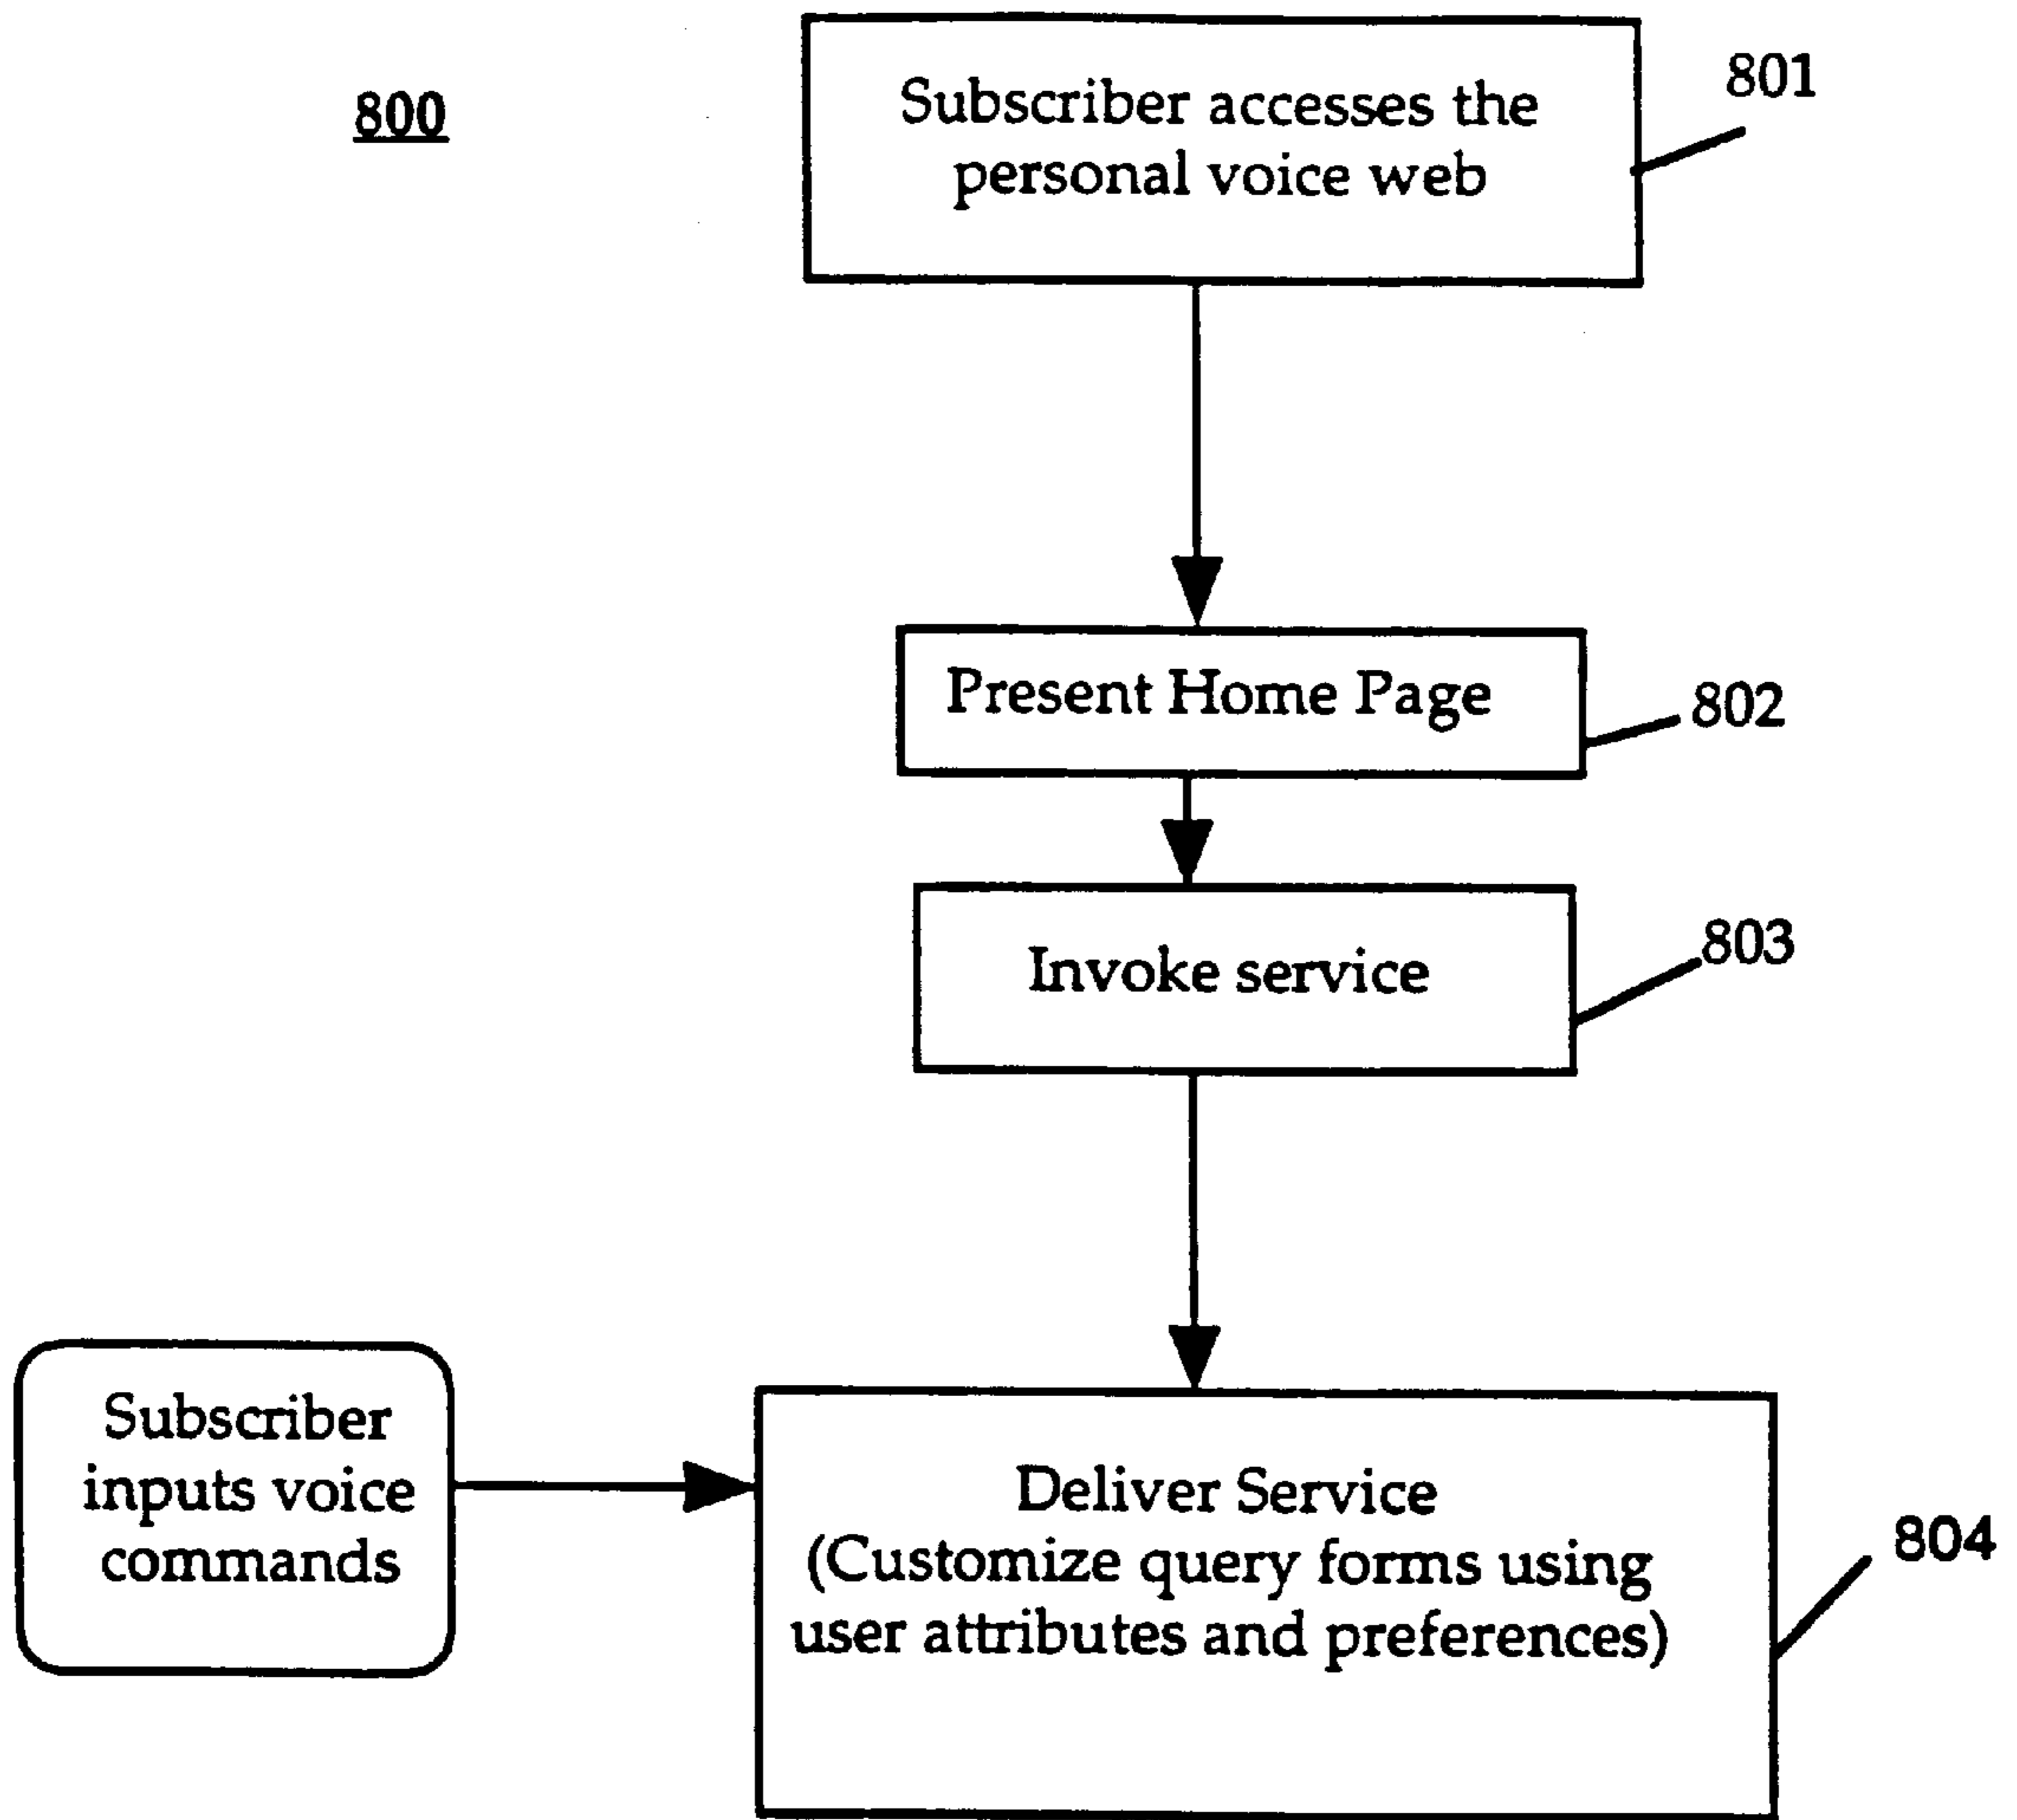 800
Subscriber accesses the
personal voice web
801
Present Home Page
802
Invoke service
803
Subscriber
inputs voice
commands
Deliver Service
(Customize query forms using
user attributes and preferences)
804